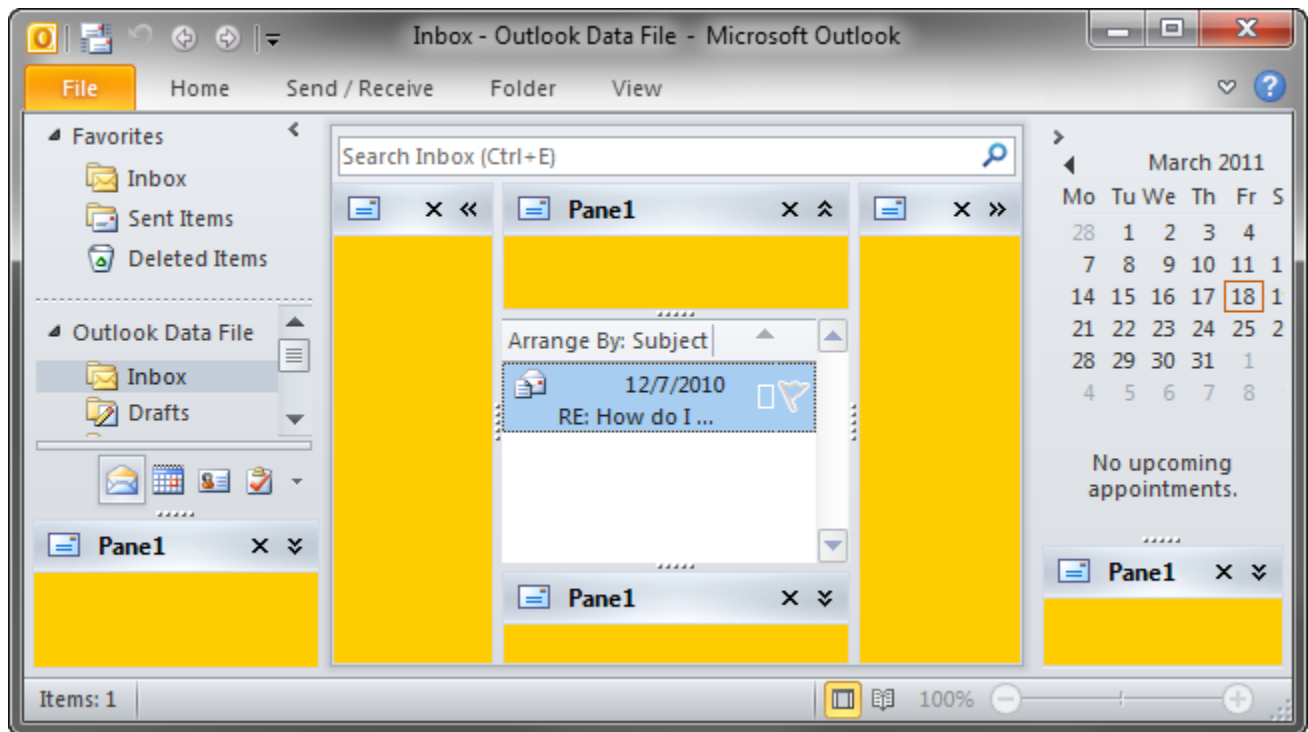 Inbox - Outlook Data File - Microsoft Outlook
File Home Send / Receive Folder View
Favorites
Inbox
Sent Items
Deleted Items
Outlook Data File
Inbox
Drafts
Pane1
Search Inbox (Ctrl+E)
Pane1
Arrange By: Subject
12/7/2010
RE: How do I ...
Pane1
March 2011
Mo Tu We Th Fr S
28 1 2 3 4
7 8 9 10 11 1
14 15 16 17 18 1
21 22 23 24 25 2
28 29 30 31 1
4 5 6 7 8
No upcoming
appointments.
Pane1
Items: 1
100%